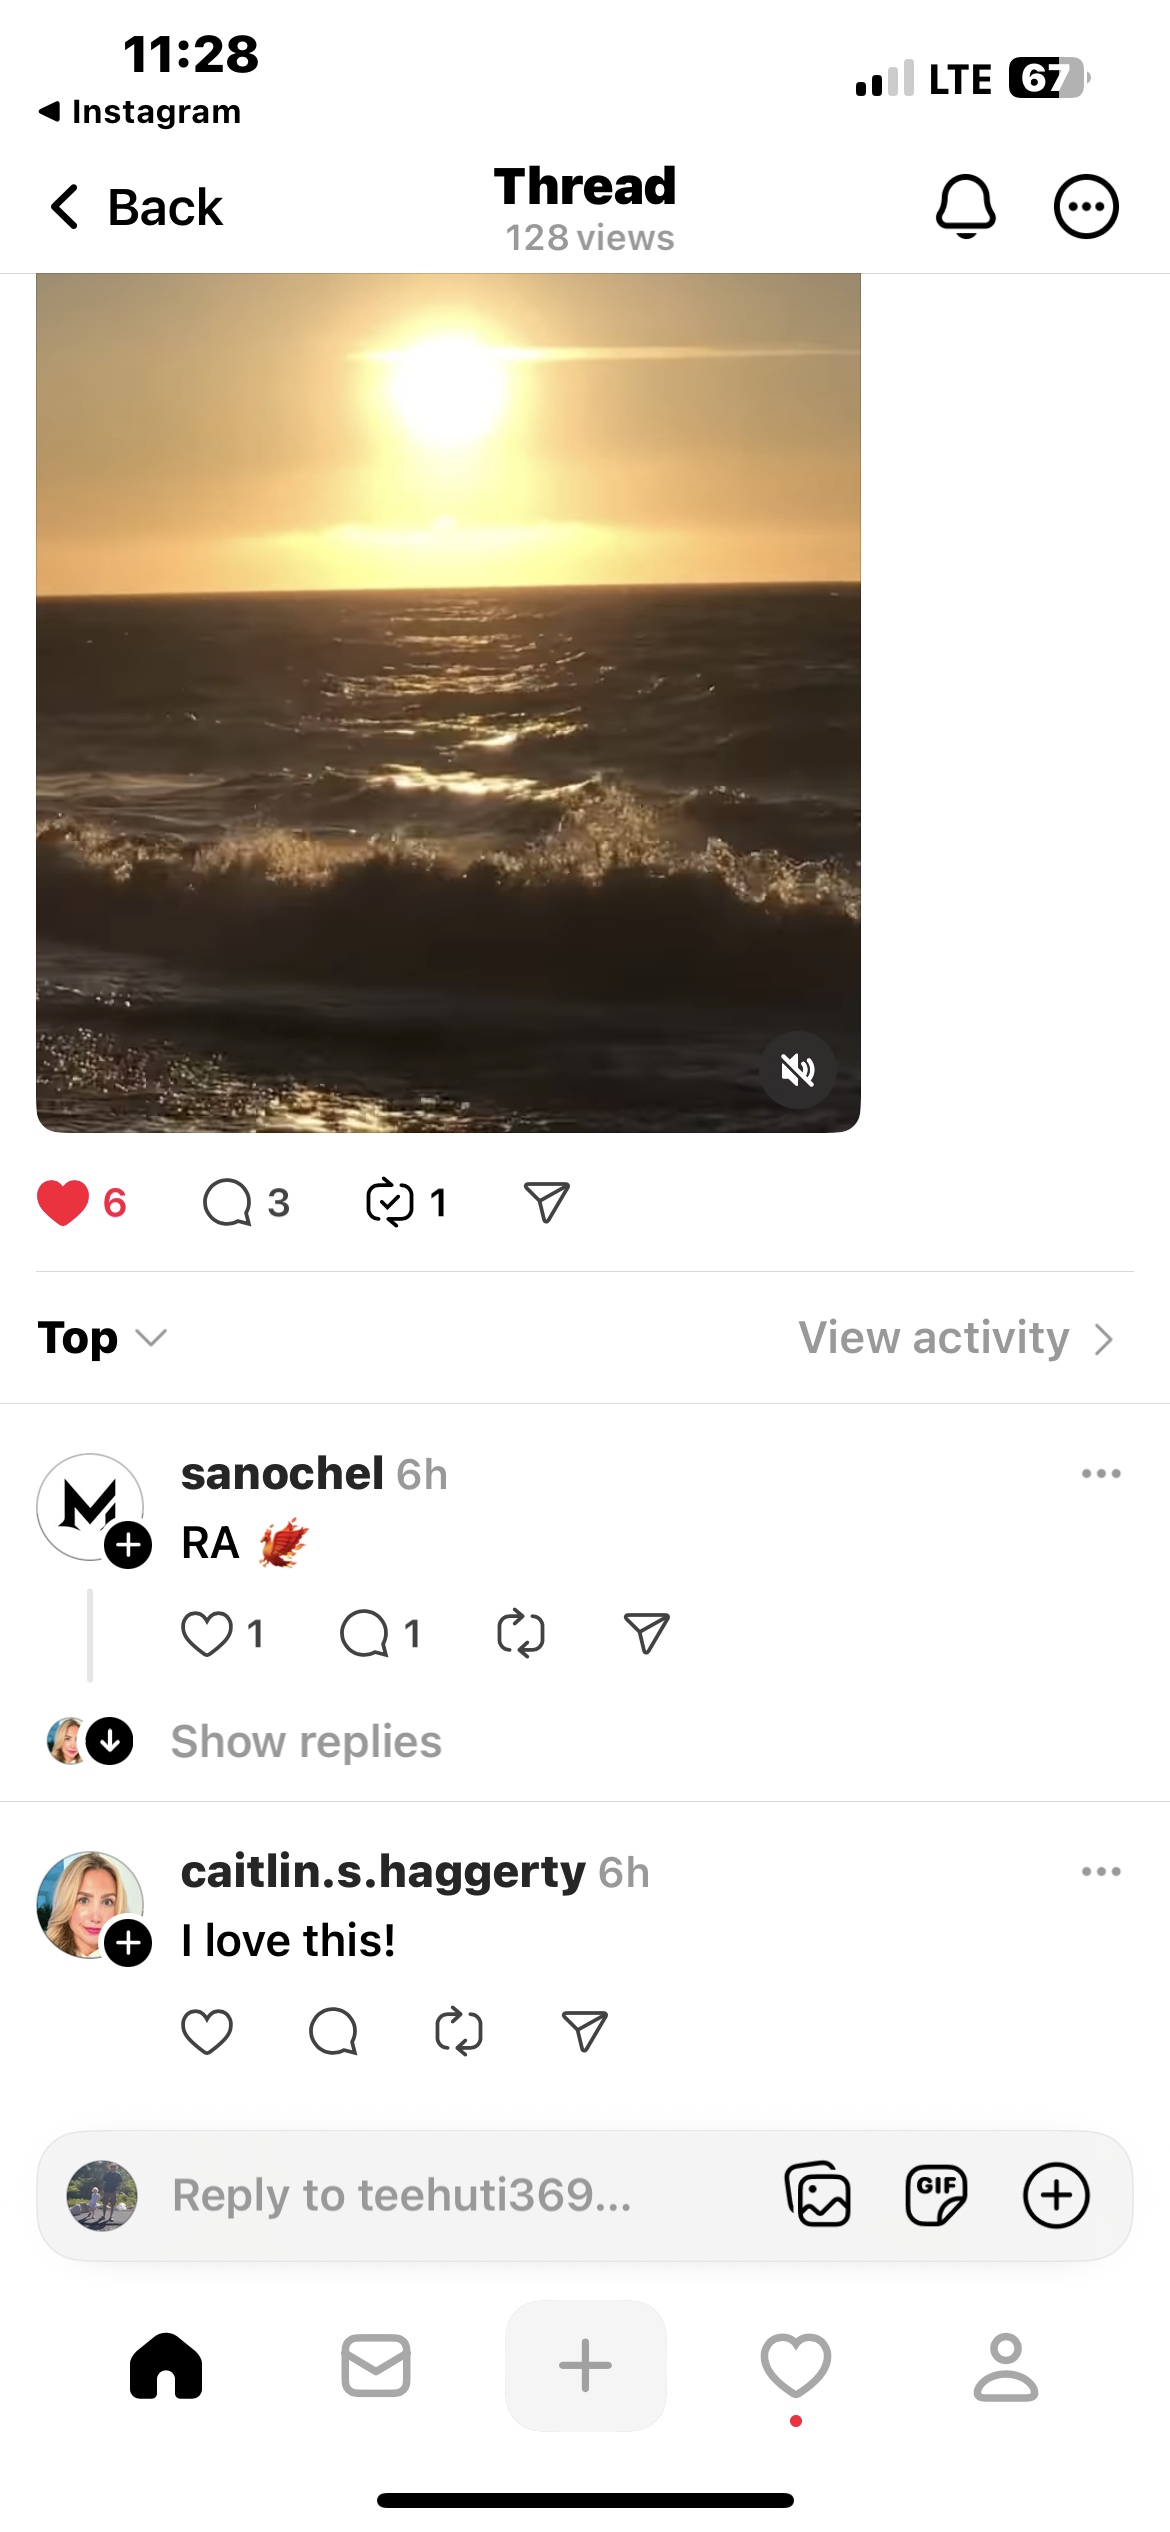 11:28
LTE 67
Instagram
Back
Thread
128 views
6 3 1
Top
View activity
sanochel 6h
RA
1 1
Show replies
caitlin.s.haggerty 6h
I love this!
Reply to teehuti369...
GIF